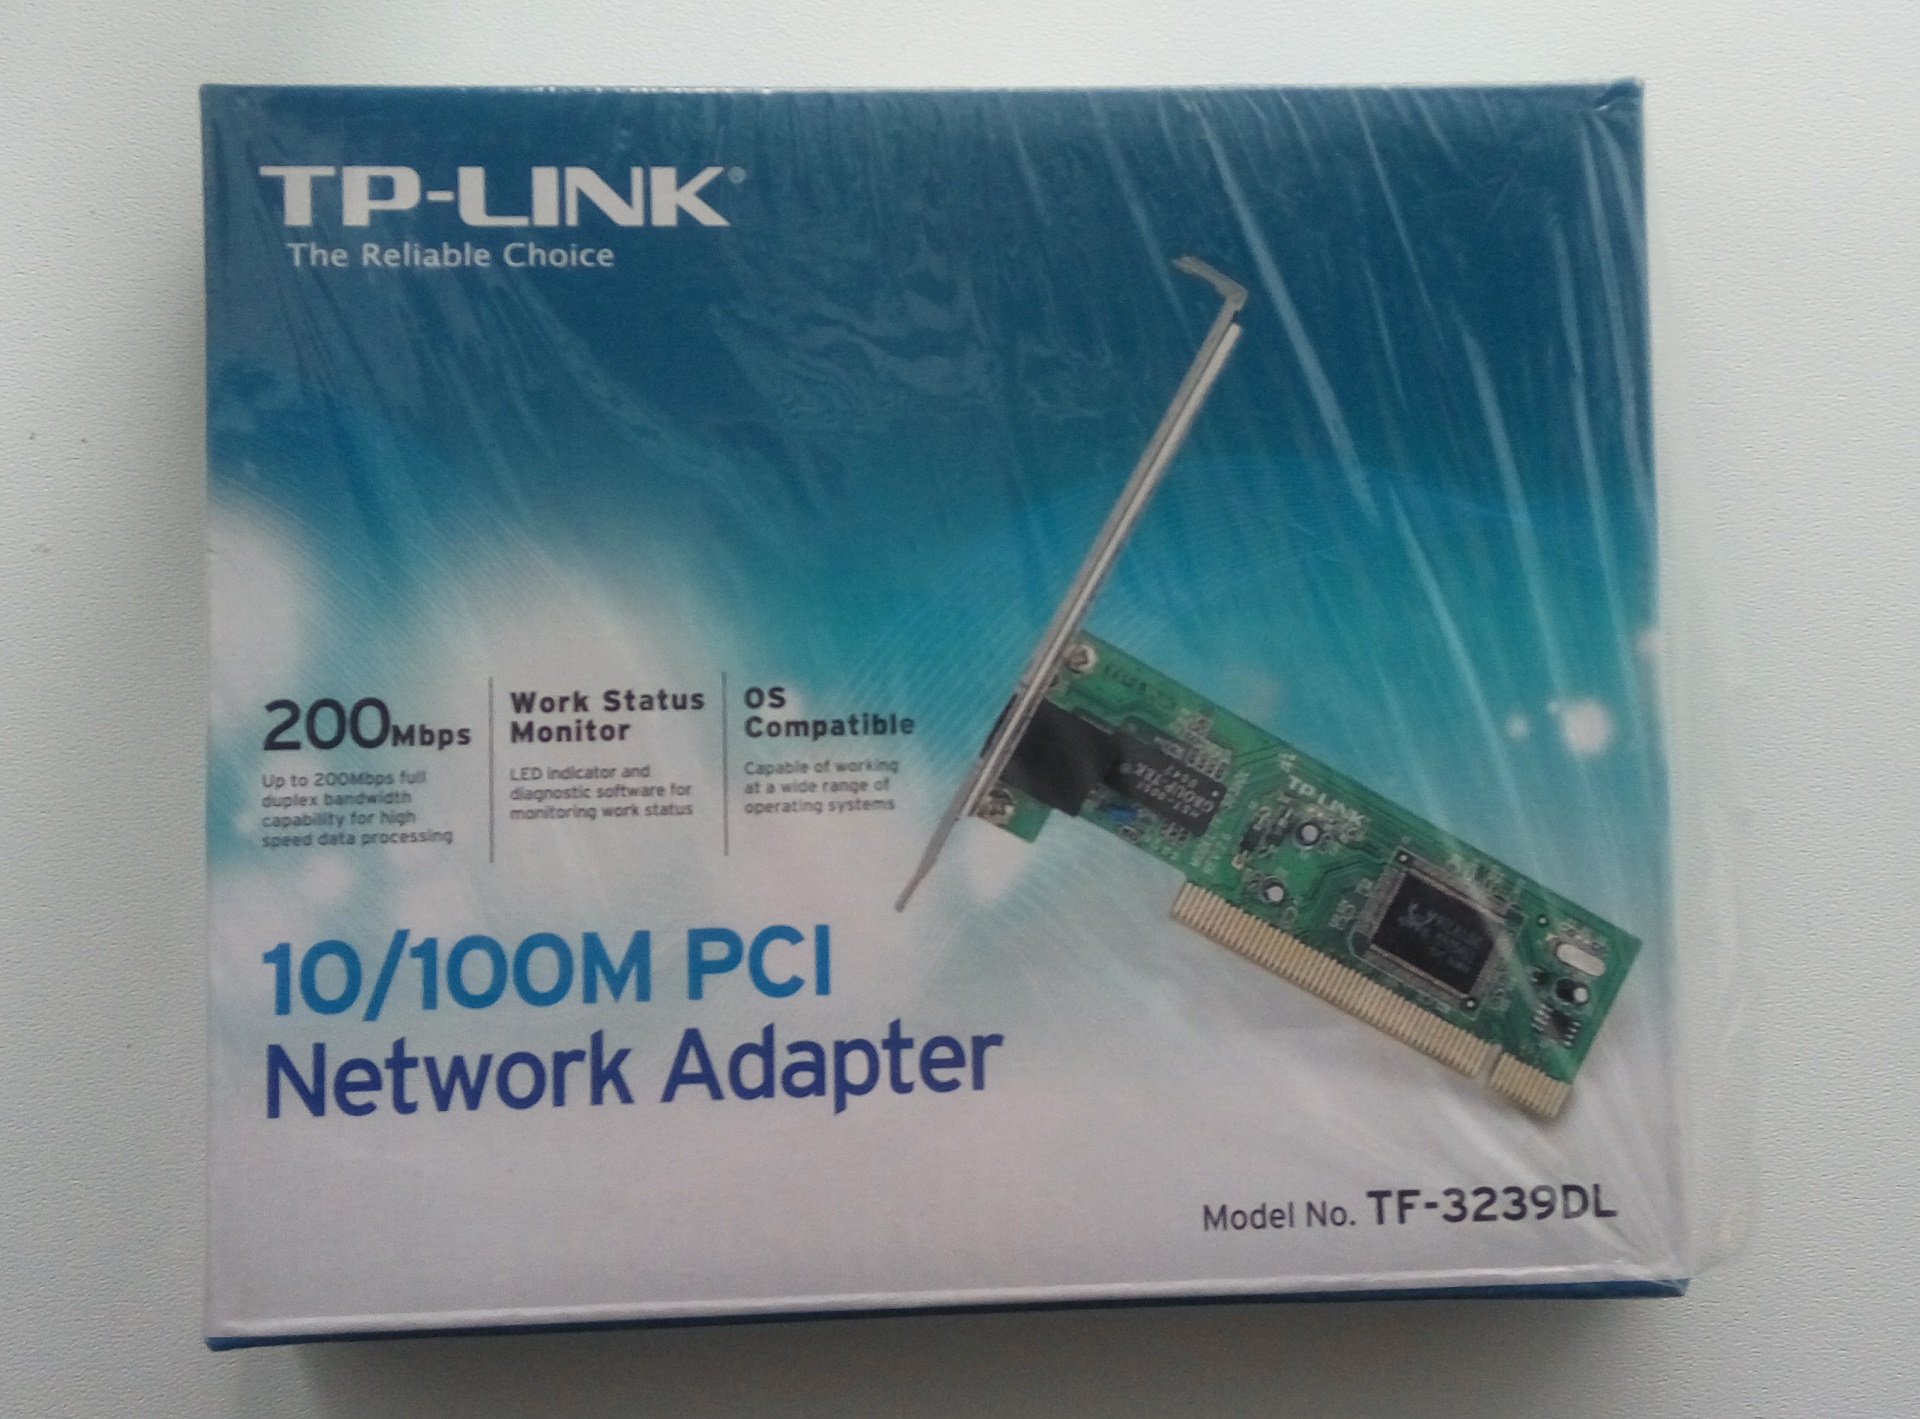 TP-LINK®
The Reliable Choice
200Mbps
Up to 200Mbps full
duplex bandwidth
capability for high
speed data processing
Work Status
Monitor
LED indicator and
diagnostic software for
monitoring work status
OS
Compatible
Capable of working
at a wide range of
operating systems
TP-LINK
10/100M PCI
Network Adapter
Model No. TF-3239DL